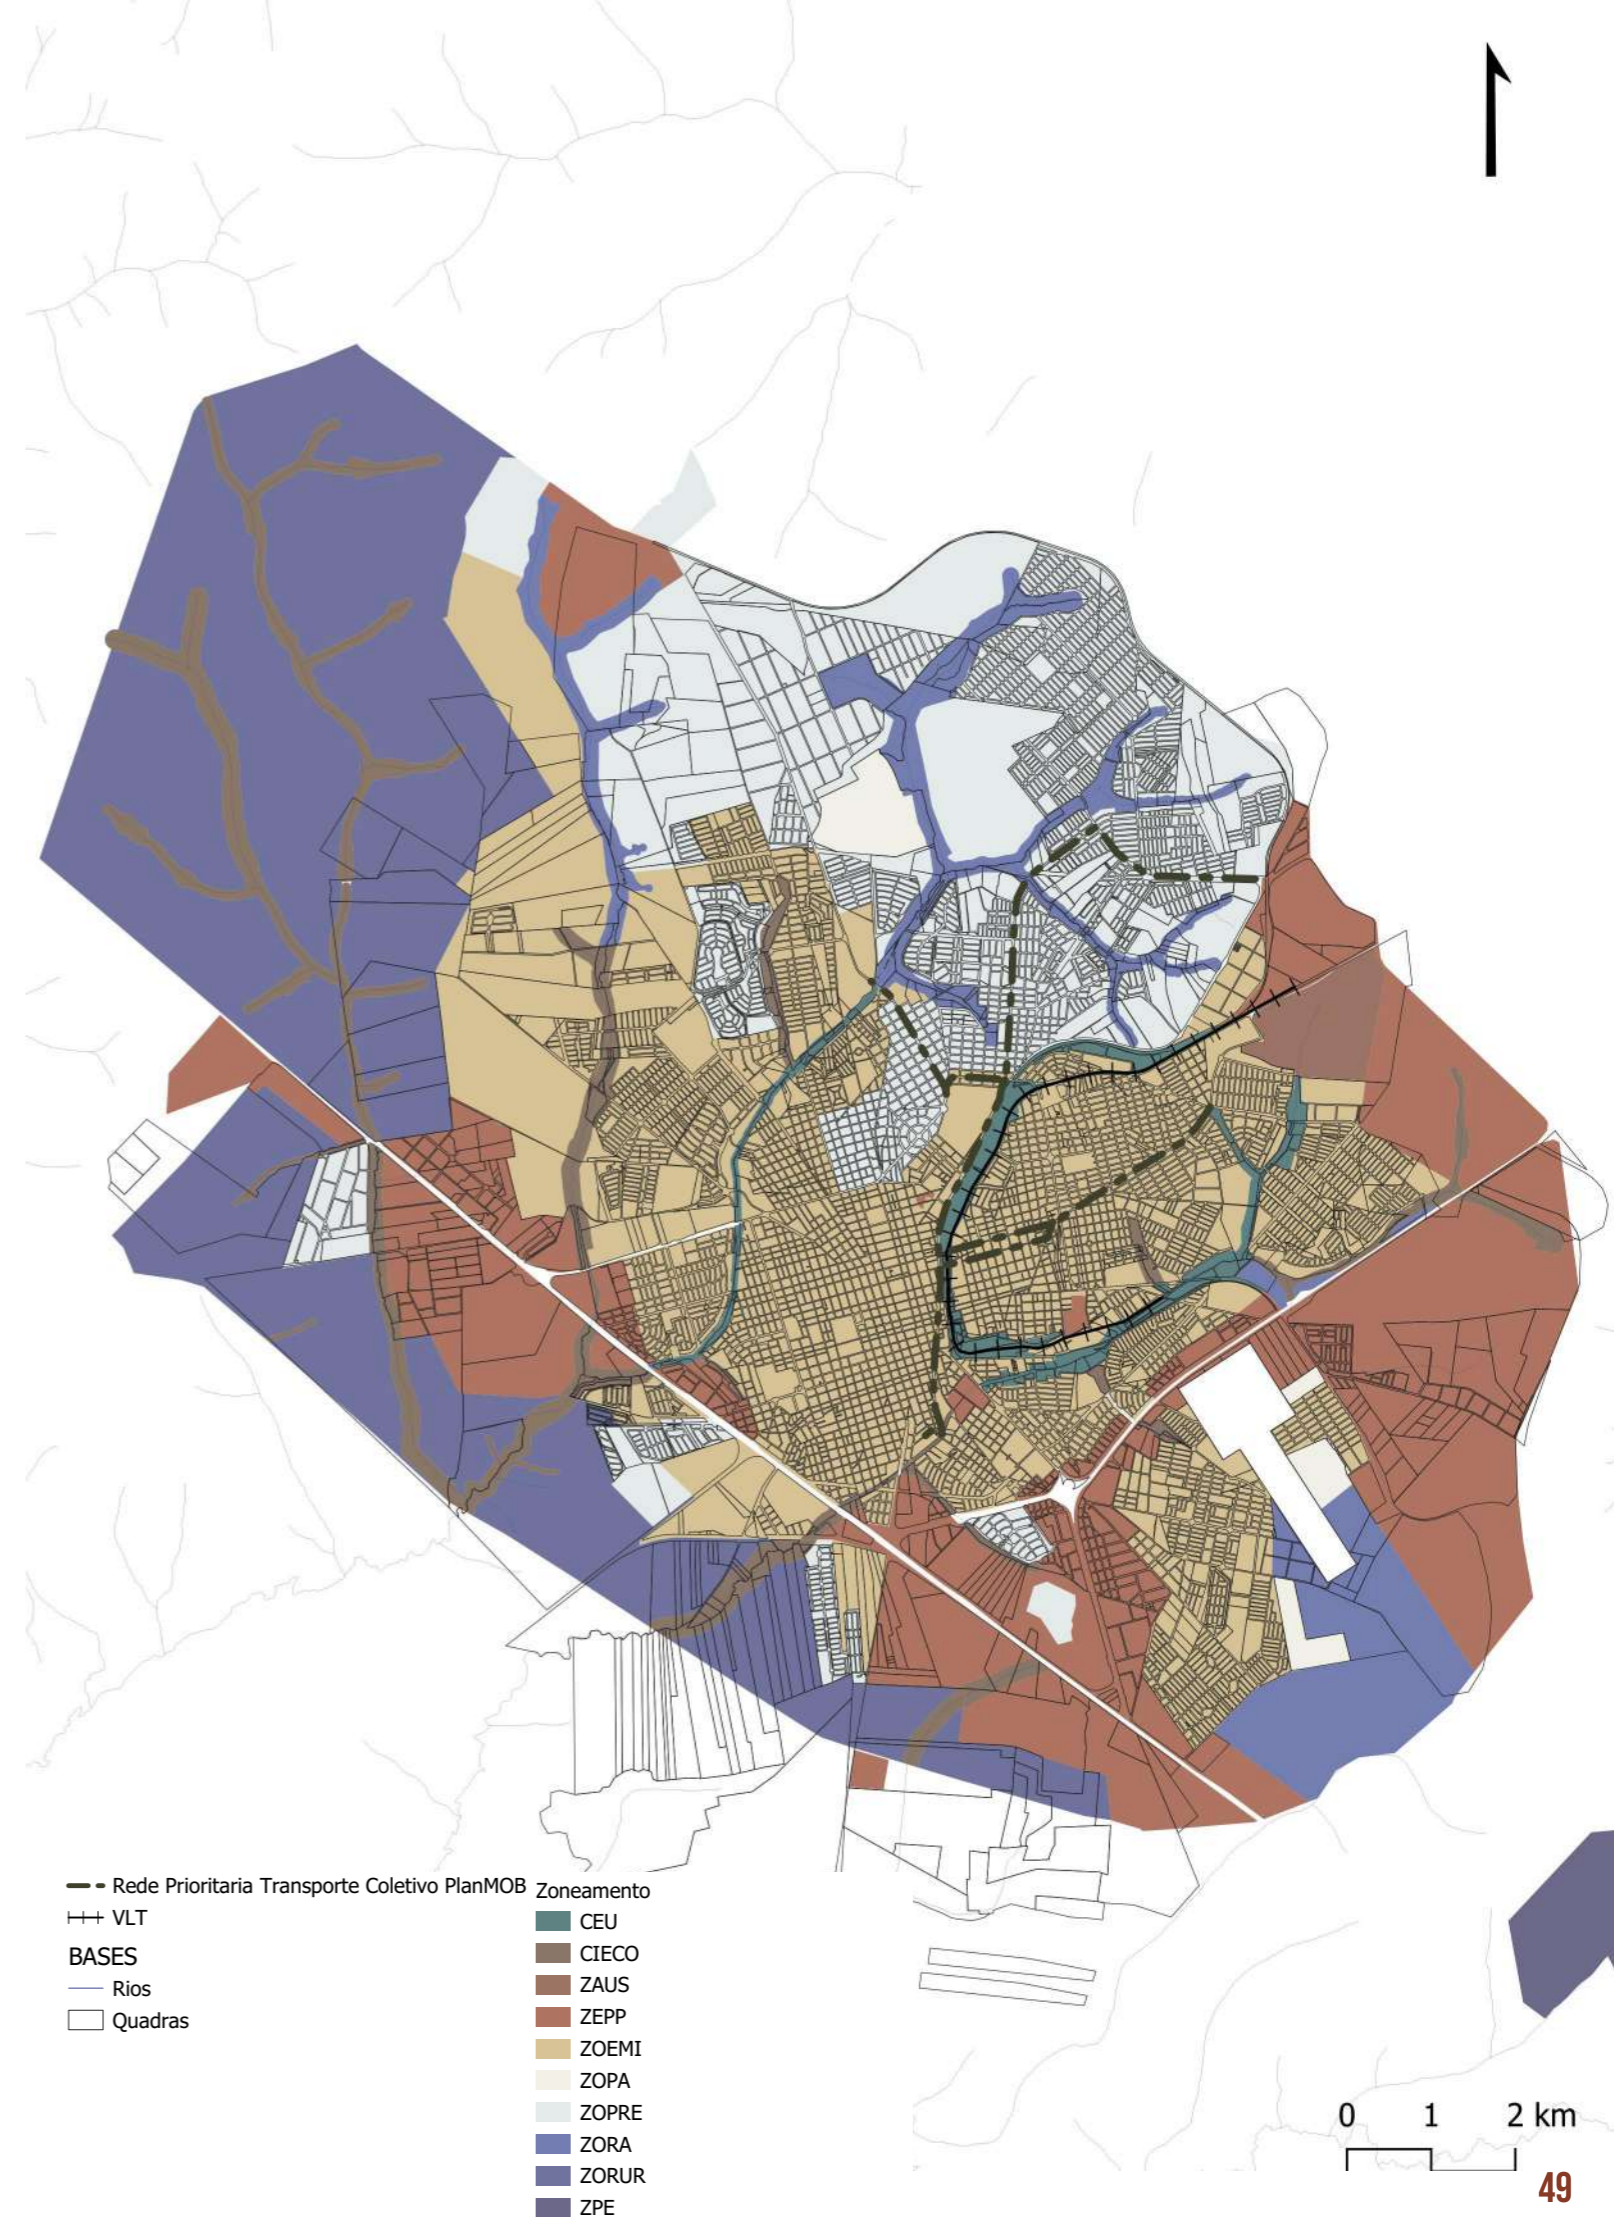 Rede Prioritaria Transporte Coletivo PlanMOB
VLT
BASES
Rios
Quadras
Zoneamento
CEU
CIECO
ZAUS
ZEPP
ZOEMI
ZOPA
ZOPRE
ZORA
ZORUR
ZPE
0 1 2 km
49